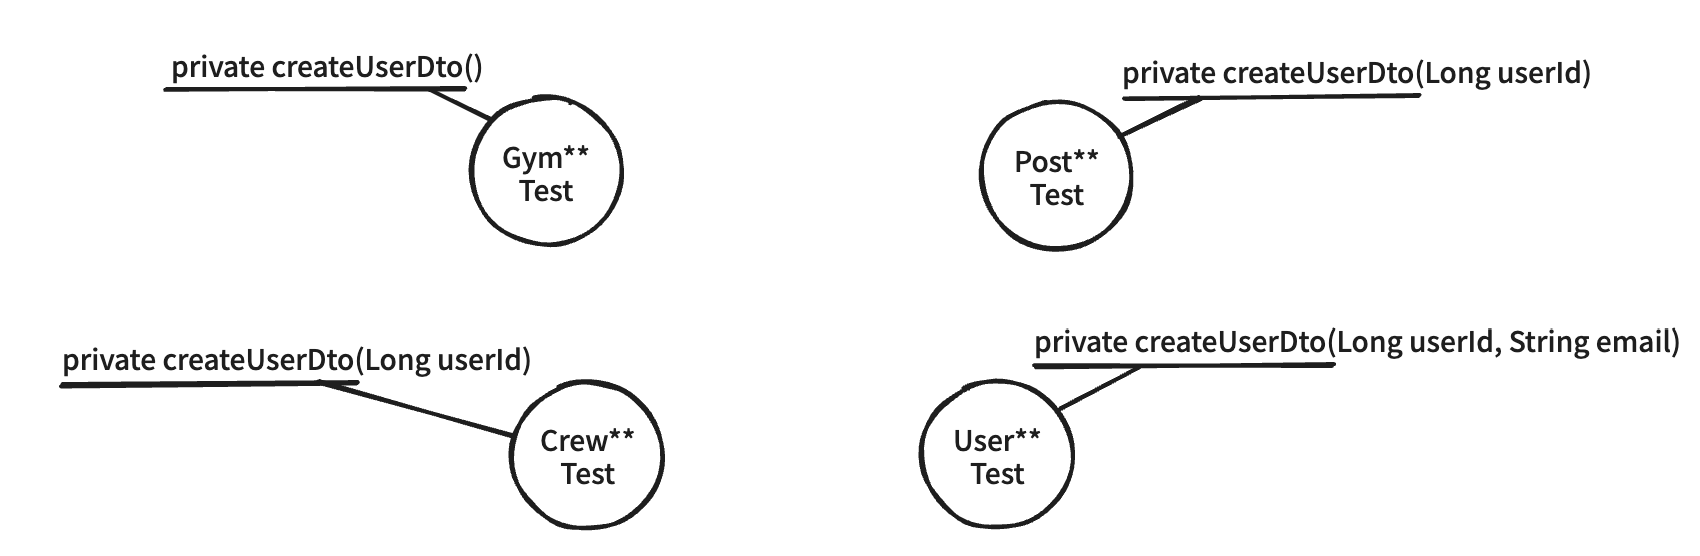 private createUserDto()
Gym**
Test
private createUserDto(Long userId)
Post**
Test
private createUserDto(Long userId)
Crew**
Test
private createUserDto(Long userId, String email)
User**
Test